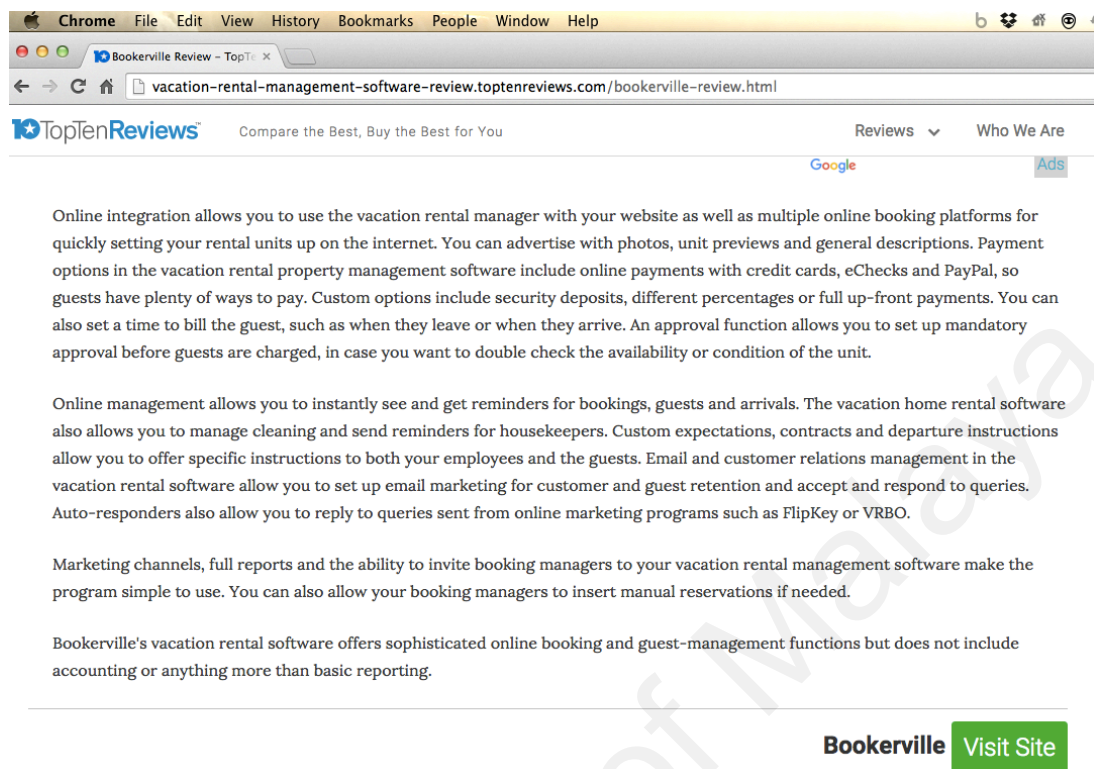 Chrome File Edit View History Bookmarks People Window Help
Bookerville Review – TopTe
vacation-rental-management-software-review.toptenreviews.com/bookerville-review.html
10 TopTenReviews™ Compare the Best, Buy the Best for You Reviews Who We Are
Google Ads
Online integration allows you to use the vacation rental manager with your website as well as multiple online booking platforms for
quickly setting your rental units up on the internet. You can advertise with photos, unit previews and general descriptions. Payment
options in the vacation rental property management software include online payments with credit cards, eChecks and PayPal, so
guests have plenty of ways to pay. Custom options include security deposits, different percentages or full up-front payments. You can
also set a time to bill the guest, such as when they leave or when they arrive. An approval function allows you to set up mandatory
approval before guests are charged, in case you want to double check the availability or condition of the unit.
Online management allows you to instantly see and get reminders for bookings, guests and arrivals. The vacation home rental software
also allows you to manage cleaning and send reminders for housekeepers. Custom expectations, contracts and departure instructions
allow you to offer specific instructions to both your employees and the guests. Email and customer relations management in the
vacation rental software allow you to set up email marketing for customer and guest retention and accept and respond to queries.
Auto-responders also allow you to reply to queries sent from online marketing programs such as FlipKey or VRBO.
Marketing channels, full reports and the ability to invite booking managers to your vacation rental management software make the
program simple to use. You can also allow your booking managers to insert manual reservations if needed.
Bookerville's vacation rental software offers sophisticated online booking and guest-management functions but does not include
accounting or anything more than basic reporting.
Bookerville Visit Site
of Malaya